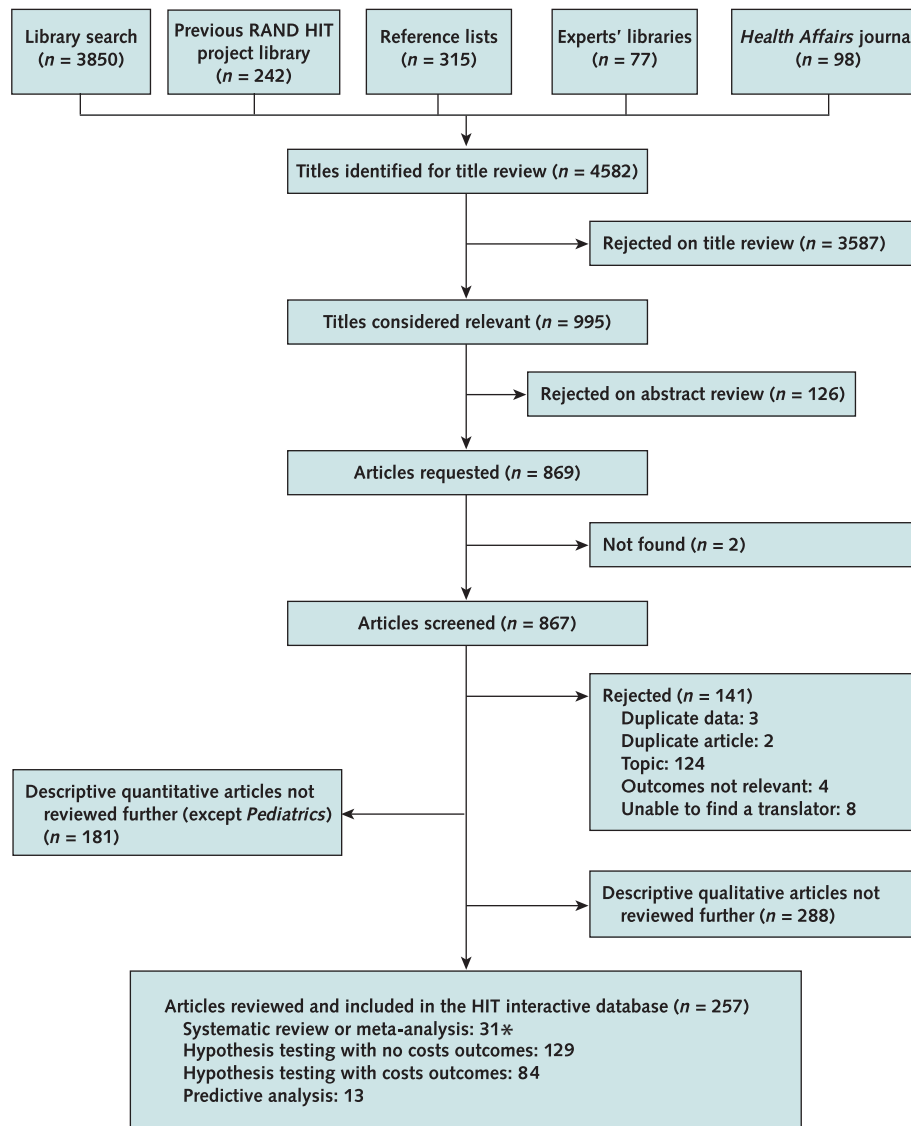 Library search
(n = 3850)
Previous RAND HIT
project library
(n = 242)
Reference lists
(n = 315)
Experts' libraries
(n = 77)
Health Affairs journa
(n = 98)
Titles identified for title review (n = 4582)
Rejected on title review (n = 3587)
Titles considered relevant (n = 995)
Rejected on abstract review (n = 126)
Articles requested (n = 869)
Not found (n = 2)
Articles screened (n = 867)
Rejected (n = 141)
Duplicate data: 3
Duplicate article: 2
Topic: 124
Outcomes not relevant: 4
Unable to find a translator: 8
Descriptive quantitative articles not
reviewed further (except Pediatrics)
(n = 181)
Descriptive qualitative articles not
reviewed further (n = 288)
Articles reviewed and included in the HIT interactive database (n = 257)
Systematic review or meta-analysis: 31*
Hypothesis testing with no costs outcomes: 129
Hypothesis testing with costs outcomes: 84
Predictive analysis: 13